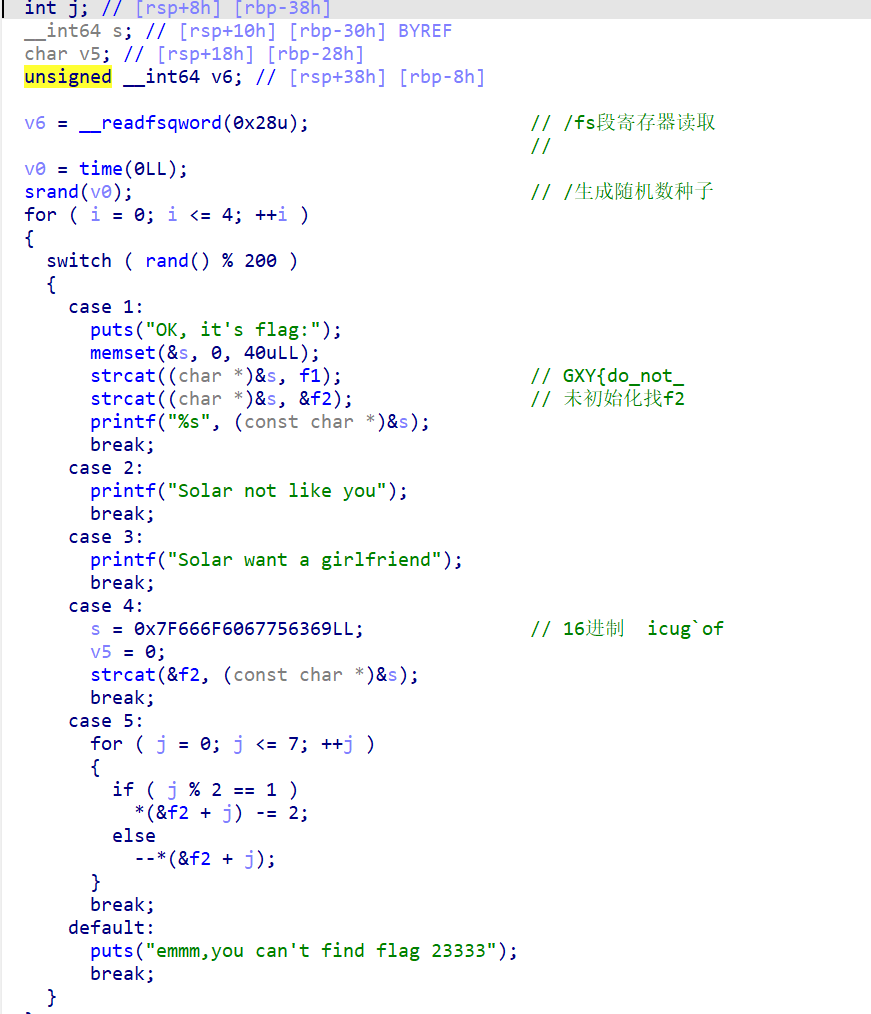 int j; // [rsp+8h] [rbp-38h]
__int64 s; // [rsp+10h] [rbp-30h] BYREF
char v5; // [rsp+18h] [rbp-28h]
unsigned __int64 v6; // [rsp+38h] [rbp-8h]

v6 = __readfsqword(0x28u); // /fs段寄存器读取
//
v0 = time(0LL);
srand(v0); // /生成随机数种子
for ( i = 0; i <= 4; ++i )
{
  switch ( rand() % 200 )
  {
    case 1:
      puts("OK, it's flag:");
      memset(&s, 0, 40uLL);
      strcat((char *)&s, f1); // GXY{do_not_
      strcat((char *)&s, &f2); // 未初始化找f2
      printf("%s", (const char *)&s);
      break;
    case 2:
      printf("Solar not like you");
      break;
    case 3:
      printf("Solar want a girlfriend");
      break;
    case 4:
      s = 0x7F666F6067756369LL; // 16进制  icug`of
      v5 = 0;
      strcat(&f2, (const char *)&s);
      break;
    case 5:
      for ( j = 0; j <= 7; ++j )
      {
        if ( j % 2 == 1 )
          *(&f2 + j) -= 2;
        else
          --*(&f2 + j);
      }
      break;
    default:
      puts("emmm,you can't find flag 23333");
      break;
  }